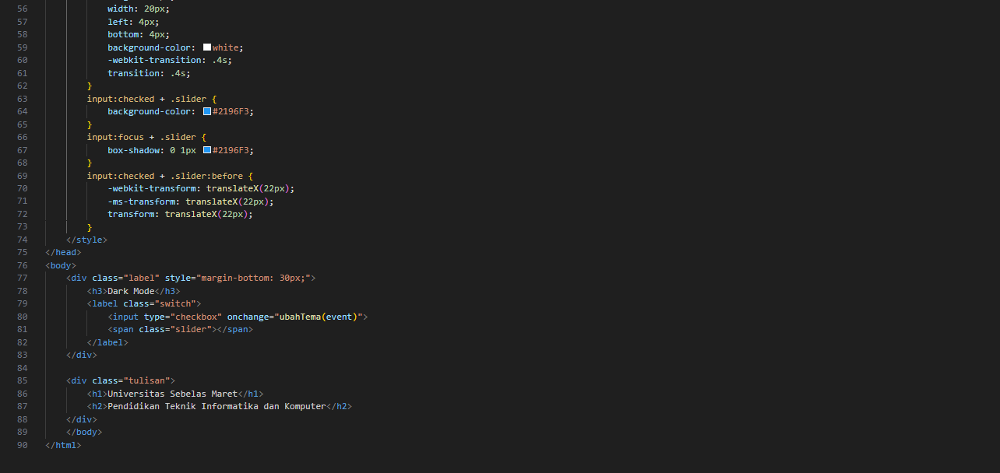 56 width: 20px;
57 left: 4px;
58 bottom: 4px;
59 background-color: white;
60 -webkit-transition: .4s;
61 transition: .4s;
62 }
63 input:checked + .slider {
64 background-color: #2196F3;
65 }
66 input:focus + .slider {
67 box-shadow: 0 1px #2196F3;
68 }
69 input:checked + .slider:before {
70 -webkit-transform: translateX(22px);
71 -ms-transform: translateX(22px);
72 transform: translateX(22px);
73 }
74 </style>
75 </head>
76 <body>
77 <div class="label" style="margin-bottom: 30px;">
78 <h3>Dark Mode</h3>
79 <label class="switch">
80 <input type="checkbox" onchange="ubahTema(event)">
81 <span class="slider"></span>
82 </label>
83 </div>
84
85 <div class="tulisan">
86 <h1>Universitas Sebelas Maret</h1>
87 <h2>Pendidikan Teknik Informatika dan Komputer</h2>
88 </div>
89 </body>
90 </html>